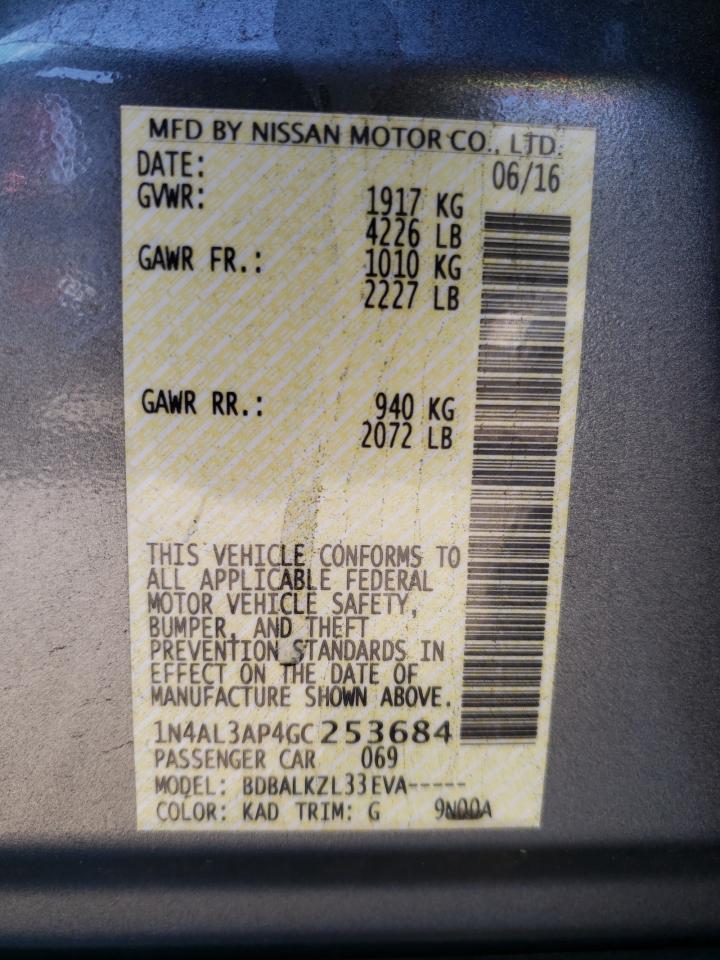 MFD BY NISSAN MOTOR CO., LTD.
DATE: 06/16
GVWR: 1917 KG
4226 LB
GAWR FR.: 1010 KG
2227 LB
GAWR RR.: 940 KG
2072 LB
THIS VEHICLE CONFORMS TO
ALL APPLICABLE FEDERAL
MOTOR VEHICLE SAFETY,
BUMPER, AND THEFT
PREVENTION STANDARDS IN
EFFECT ON THE DATE OF
MANUFACTURE SHOWN ABOVE.
1N4AL3AP4GC253684
PASSENGER CAR 069
MODEL: BDBALKZL33EVA-----
COLOR: KAD TRIM: G 9N00A